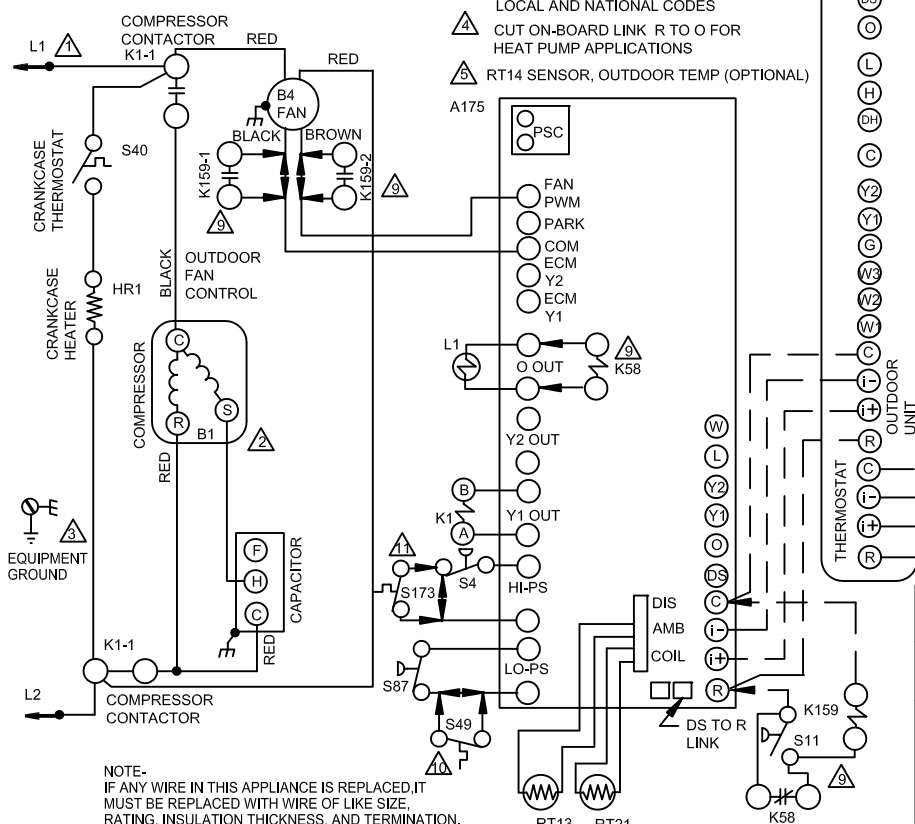 LOCAL AND NATIONAL CODES
4 CUT ON-BOARD LINK R TO O FOR
HEAT PUMP APPLICATIONS
5 RT14 SENSOR, OUTDOOR TEMP (OPTIONAL)
COMPRESSOR
CONTACTOR
K1-1
L1
1
RED
RED
B4
FAN
BLACK
BROWN
K159-1
K159-2
9
9
S40
CRANKCASE
THERMOSTAT
CRANKCASE
HEATER
HR1
BLACK
OUTDOOR
FAN
CONTROL
COMPRESSOR
C
S
R
B1
2
RED
EQUIPMENT
GROUND
3
F
H
C
CAPACITOR
RED
K1-1
L2
COMPRESSOR
CONTACTOR
A175
PSC
FAN
PWM
PARK
COM
ECM
Y2
ECM
Y1
L1
O OUT
9
K58
Y2 OUT
B
K1
A
Y1 OUT
11
S173
S4
HI-PS
S87
LO-PS
S49
10
W
L
Y2
Y1
O
DS
C
i-
i+
R
DIS
AMB
COIL
DS TO R
LINK
RT13
RT21
K159
S11
9
K58
DS
O
L
H
DH
C
Y2
Y1
G
W3
W2
W1
C
i-
i+
R
OUTDOOR
UNIT
C
i-
i+
R
THERMOSTAT
NOTE-
IF ANY WIRE IN THIS APPLIANCE IS REPLACED,IT
MUST BE REPLACED WITH WIRE OF LIKE SIZE,
RATING, INSULATION THICKNESS, AND TERMINATION.